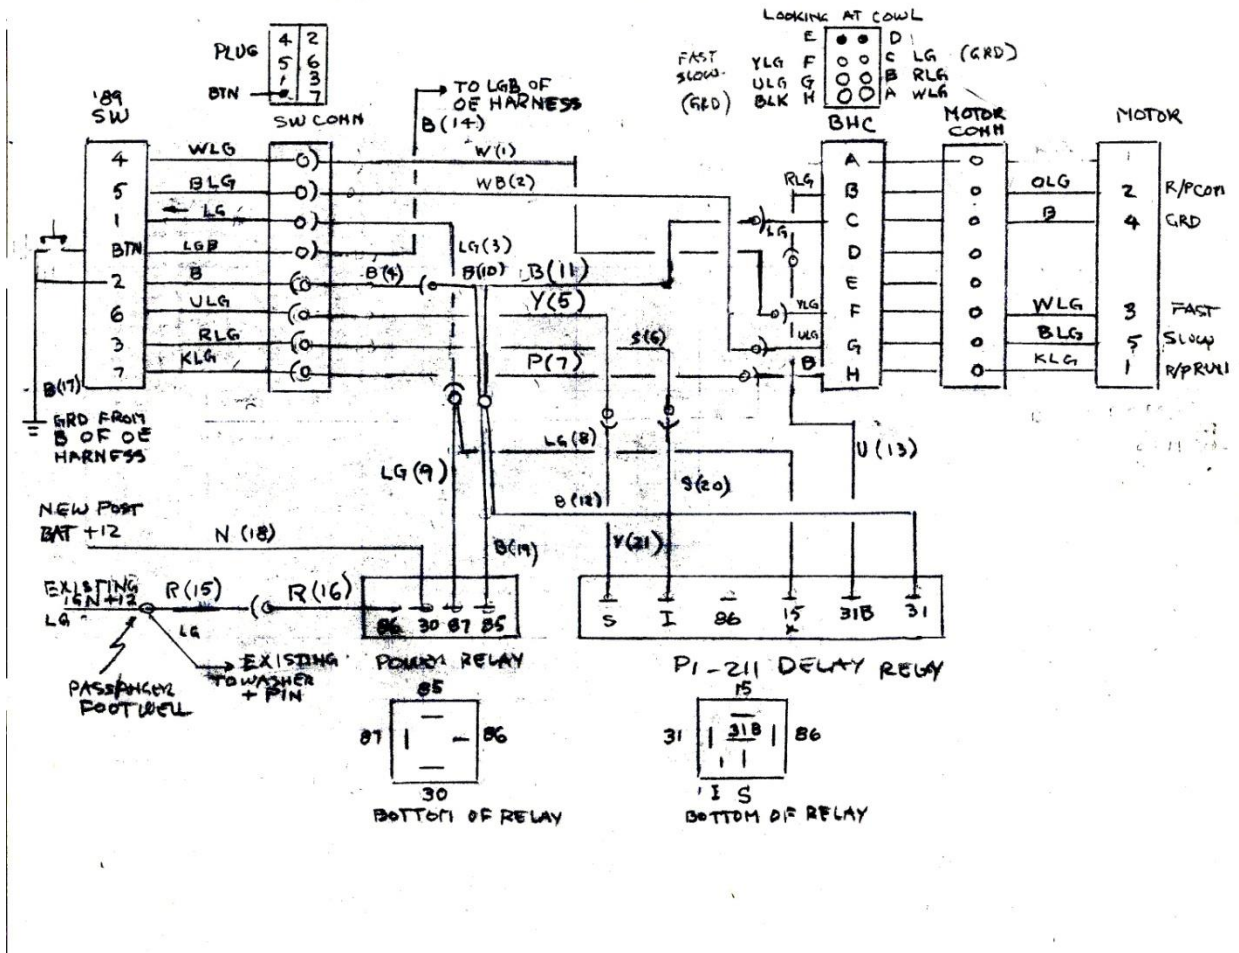 LOOKING AT COWL
PLUG
4 2
5 6
1 3
7
BTN
'89
SW
SW CONN
TO LGB OF
OE HARNESS
B(14)
E D
FAST YLG F C LG (GRD)
SLOW ULG G B RLG
(GRD) BLK H A WLG
BHC
MOTOR
CONN
MOTOR
4 WLG W(1) A
5 BLG WB(2) RLG B OLG 2 R/PCOM
1 LG LG(3) LG C B 4 GRD
BTN LGB D
2 B B(4) B(10) B(11) E
6 ULG Y(5) YLG F WLG 3 FAST
3 RLG S(6) ULG G BLG 5 SLOW
7 KLG P(7) B H KLG 1 R/PRUN
B(17)
GRD FROM
B OF OE
HARNESS
LG(8)
LG(9)
U(13)
S(20)
B(12)
NEW POST
BAT +12
N (18)
B(19)
Y(21)
EXISTING
IGN +12
LG
R(15)
R(16)
LG
86 30 87 85
S I 86 15 31B 31
X
EXISTING
TO WASHER
+ PIN
PASSANGER
FOOTWELL
POWER RELAY
P1-211 DELAY RELAY
85
87 86
30
BOTTOM OF RELAY
15
31 31B 86
I S
BOTTOM OF RELAY